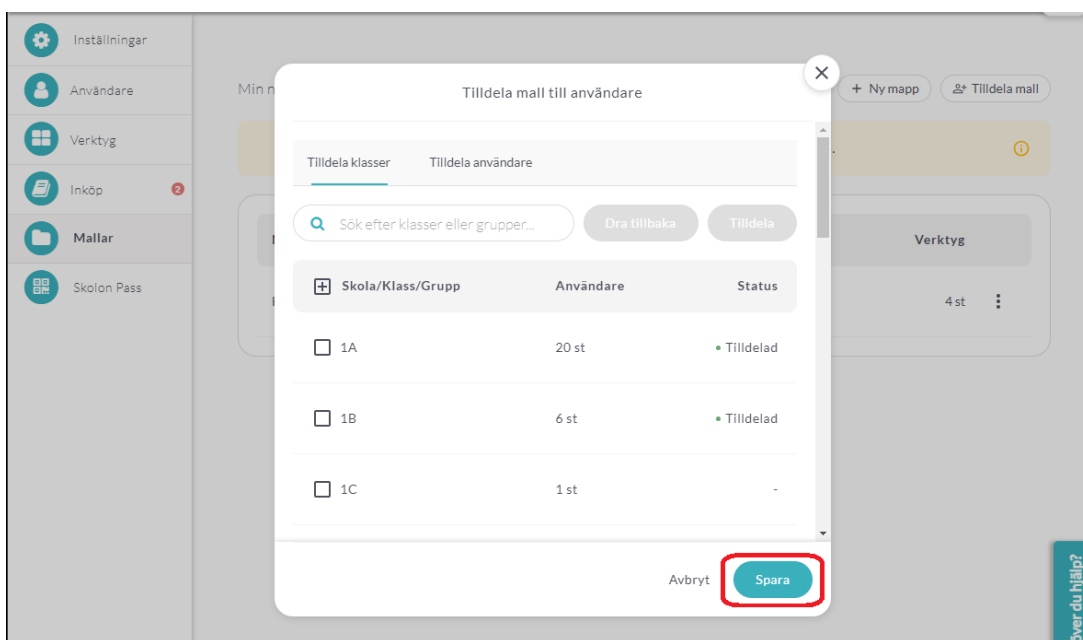 Inställningar
Användare
Verktyg
Inköp 2
Mallar
Skolon Pass
Min n
+ Ny mapp
Tilldela mall
Verktyg
4 st
Tilldela mall till användare
Tilldela klasser Tilldela användare
Sök efter klasser eller grupper... Dra tillbaka Tilldela
Skola/Klass/Grupp Användare Status
1A 20 st • Tilldelad
1B 6 st • Tilldelad
1C 1 st -
Avbryt Spara
över du hjälp?